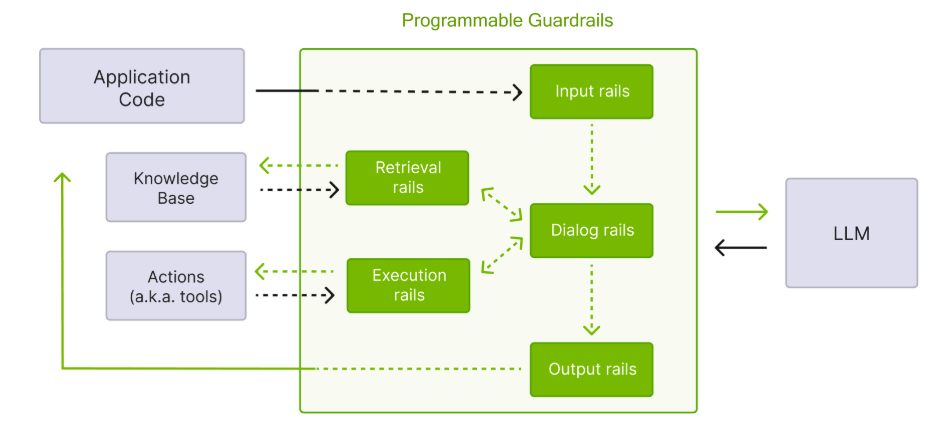 Programmable Guardrails
Application
Code
Input rails
Knowledge
Base
Retrieval
rails
Dialog rails
LLM
Actions
(a.k.a. tools)
Execution
rails
Output rails